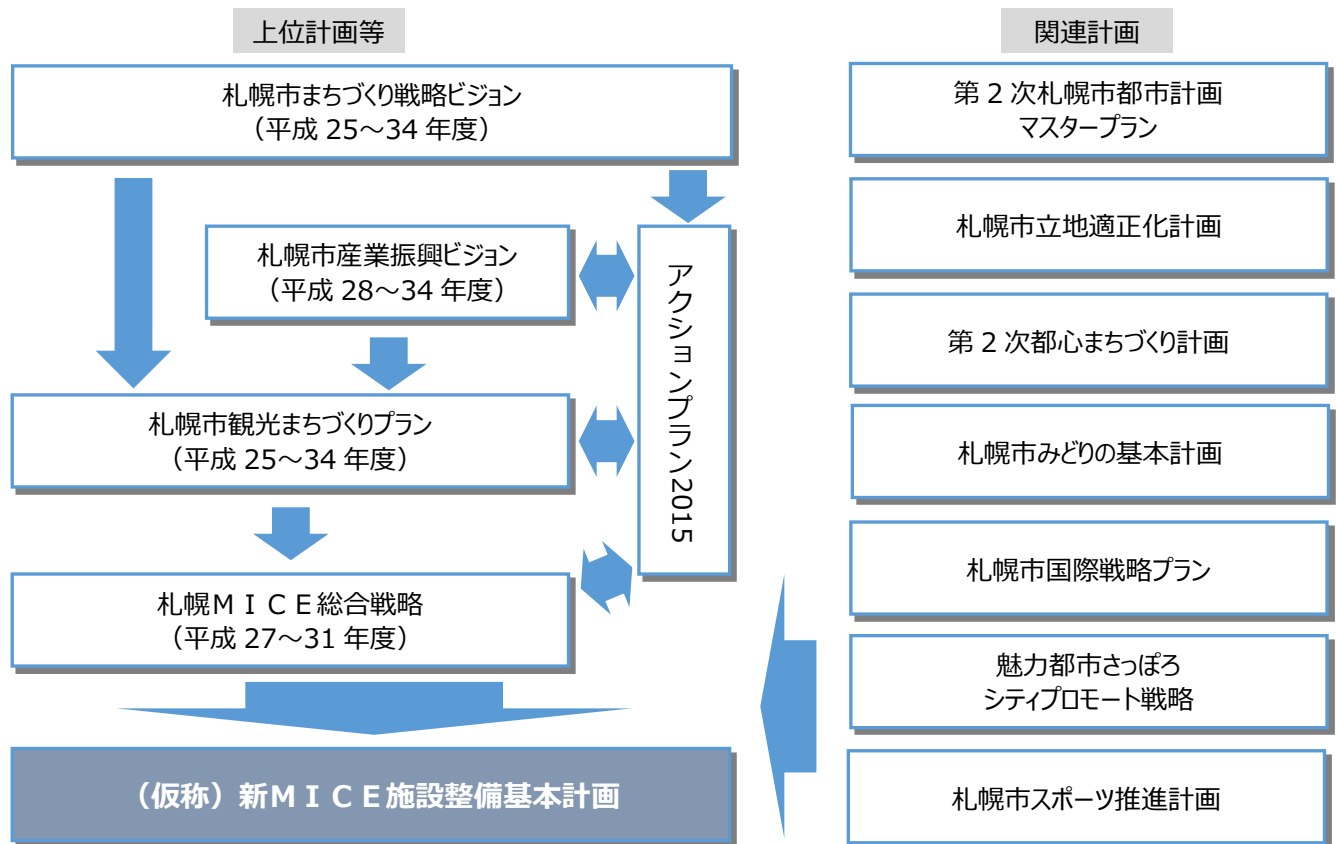 上位計画等
札幌市まちづくり戦略ビジョン
（平成 25～34 年度）
札幌市産業振興ビジョン
（平成 28～34 年度）
アクションプラン2015
札幌市観光まちづくりプラン
（平成 25～34 年度）
札幌ＭＩＣＥ総合戦略
（平成 27～31 年度）
（仮称）新ＭＩＣＥ施設整備基本計画
関連計画
第 2 次札幌市都市計画
マスタープラン
札幌市立地適正化計画
第 2 次都心まちづくり計画
札幌市みどりの基本計画
札幌市国際戦略プラン
魅力都市さっぽろ
シティプロモート戦略
札幌市スポーツ推進計画